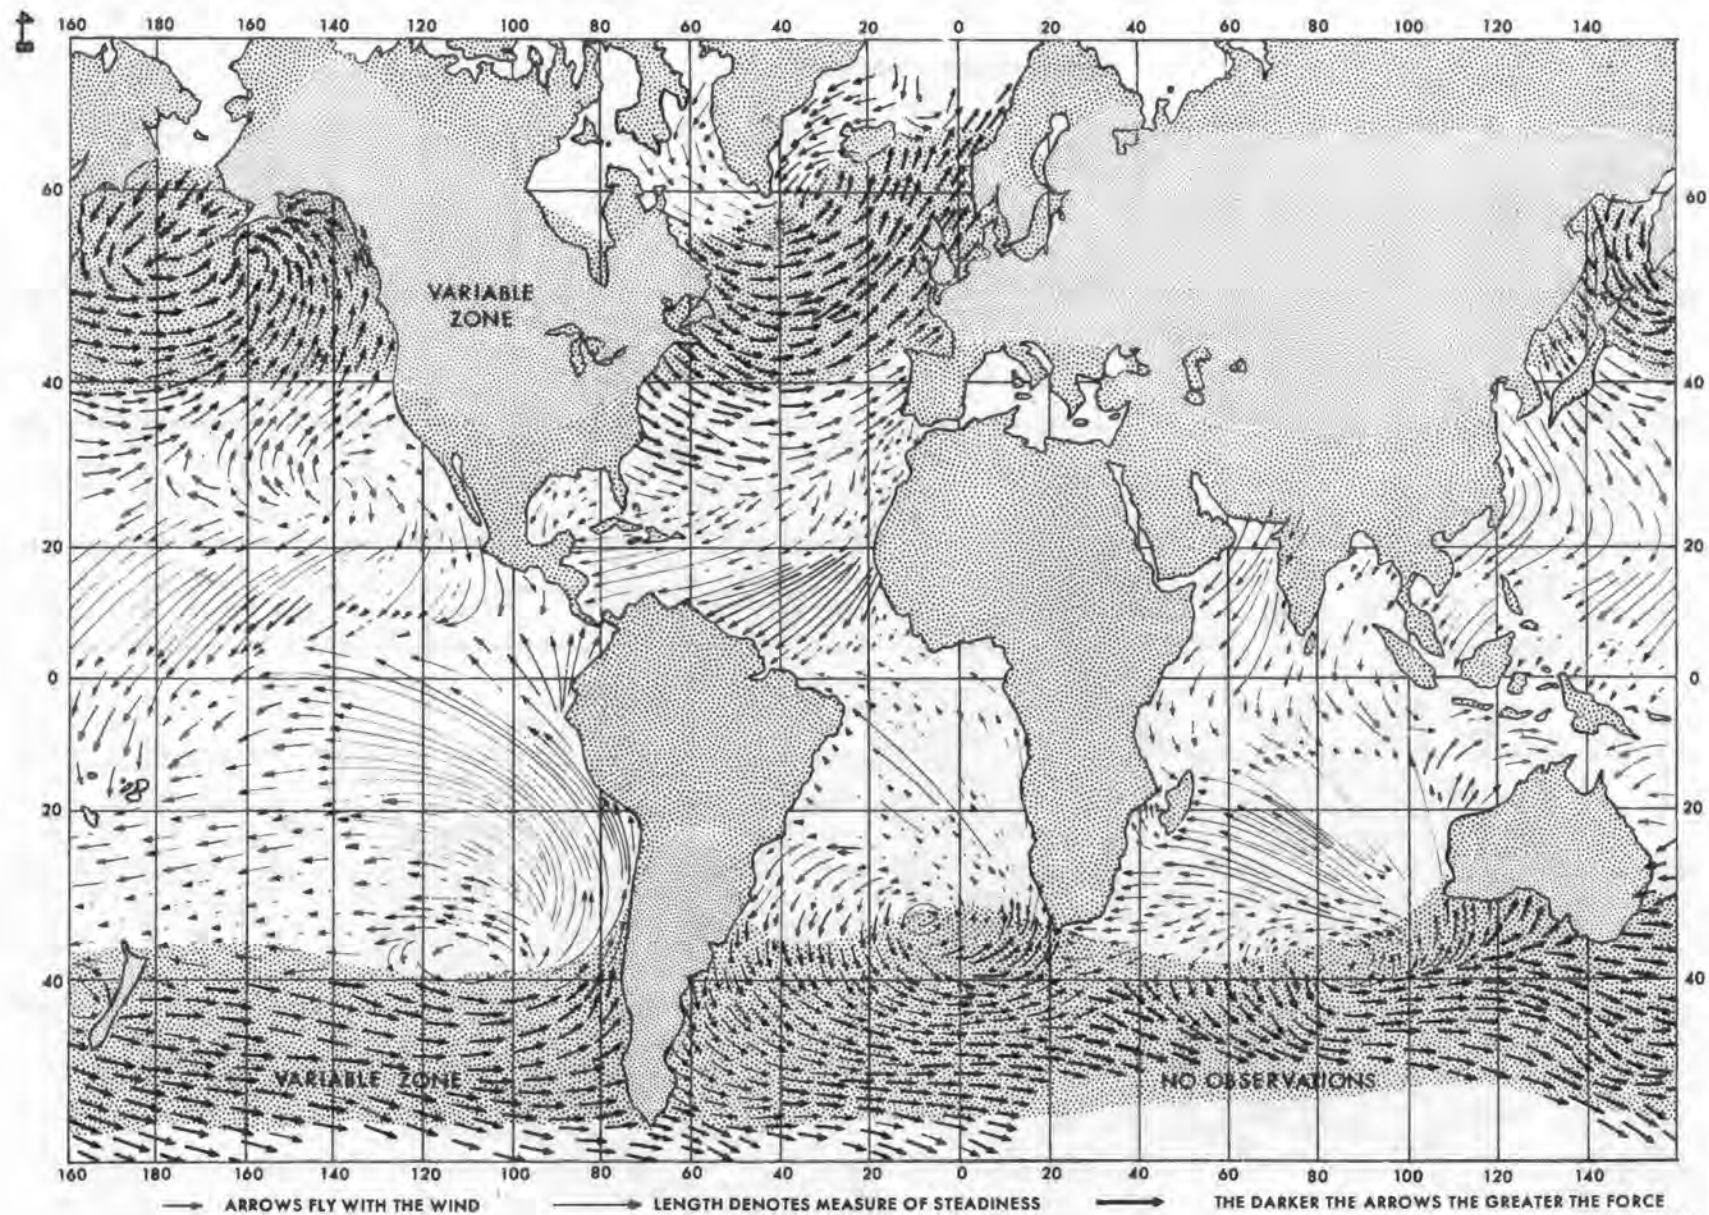 160 180 160 140 120 100 80 60 40 20 0 20 40 60 80 100 120 140
60 60
VARIABLE
ZONE
40 40
20 20
0 0
20 20
40 40
VARIABLE ZONE NO OBSERVATIONS
160 180 160 140 120 100 80 60 40 20 0 20 40 60 80 100 120 140
ARROWS FLY WITH THE WIND LENGTH DENOTES MEASURE OF STEADINESS THE DARKER THE ARROWS THE GREATER THE FORCE